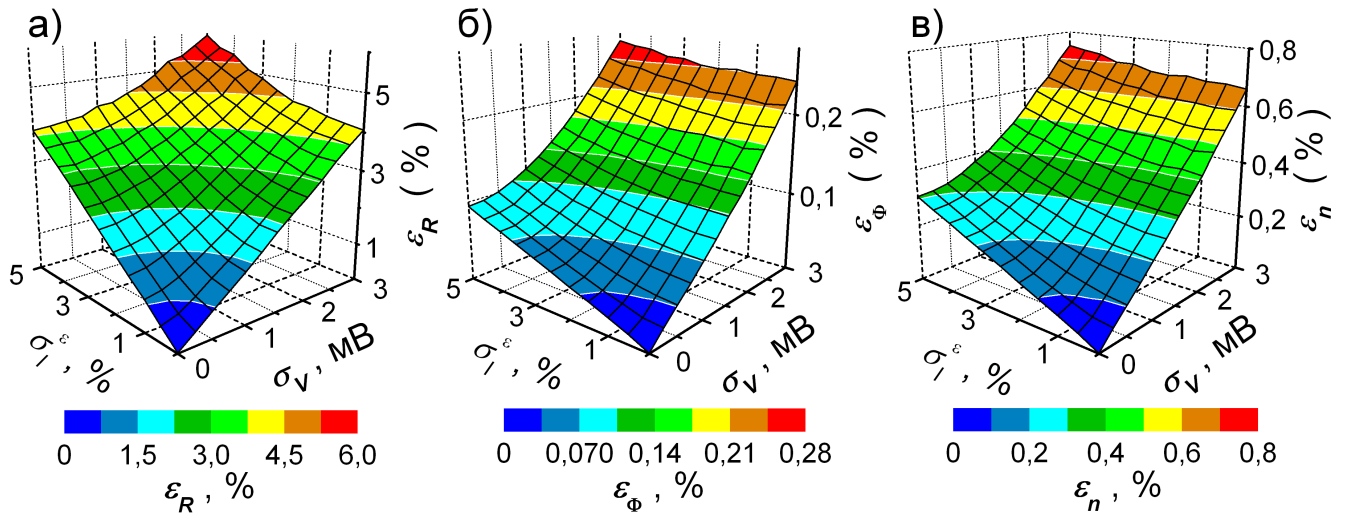 а)
5
3
1
ε_R (%)
5
3
1
σ_I^ε, %
0
1
2
3
σ_V, мВ
0 1,5 3,0 4,5 6,0
ε_R, %
б)
0,2
0,1
ε_Ф (%)
5
3
1
σ_I^ε, %
0
1
2
3
σ_V, мВ
0 0,070 0,14 0,21 0,28
ε_Ф, %
в)
0,8
0,6
0,4
0,2
ε_n (%)
5
3
1
σ_I^ε, %
0
1
2
3
σ_V, мВ
0 0,2 0,4 0,6 0,8
ε_n, %